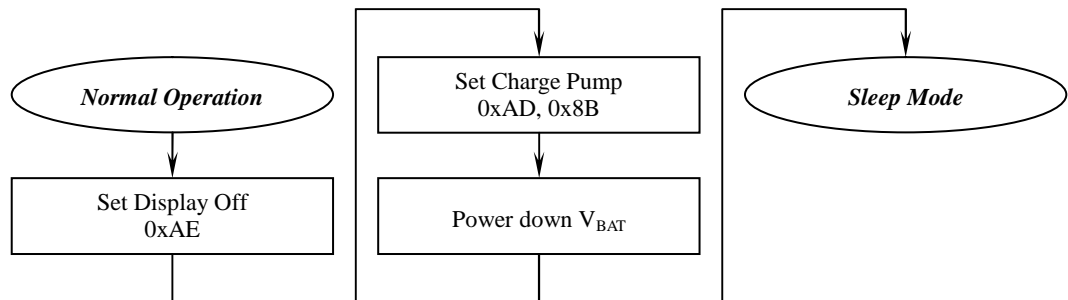 Normal Operation
Set Display Off
0xAE
Set Charge Pump
0xAD, 0x8B
Power down VBAT
Sleep Mode